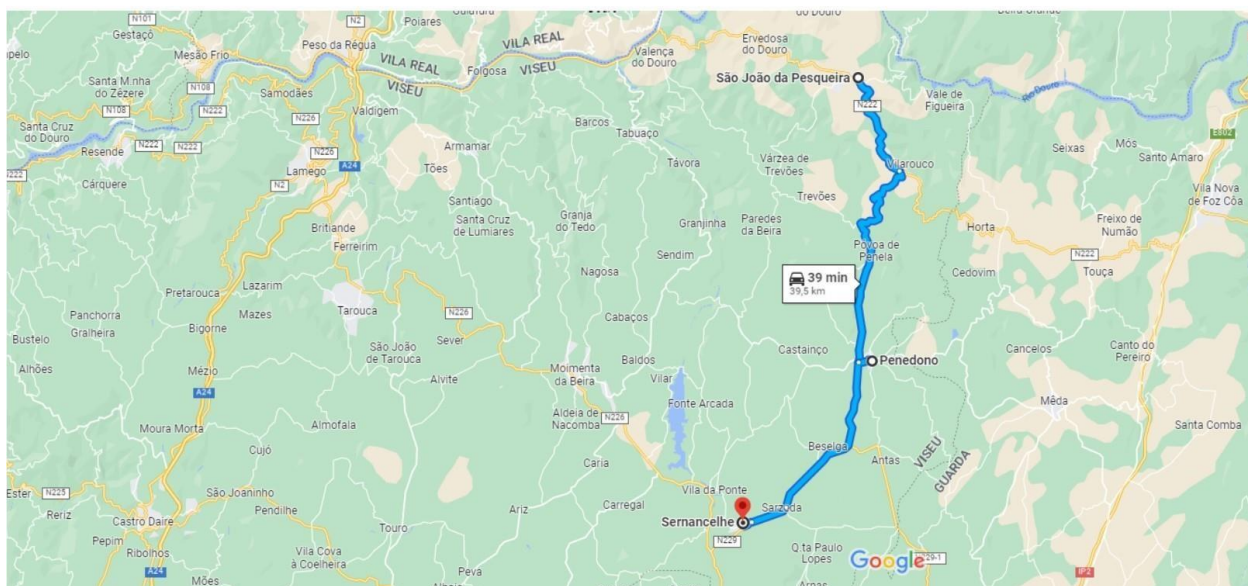 N101
Gestaçô
Mesão Frio
Peso da Régua
N2
Poiares
VILA REAL
VISEU
VILA REAL
VISEU
Folgosa
Valença
do Douro
Ervedosa
do Douro
do Douro
São João da Pesqueira
N222
Vale de
Figueira
Rio Douro
E802
Santa Cruz
do Douro
N108
N108
Samodães
N222
N226
Valdigem
Resende
N222
N222
N222
Cárquere
Lamego
N226
N2
A24
Armamar
Tões
Barcos
Tabuaço
Távora
Várzea de
Trevões
Trevões
Vilarouco
Seixas
Mós
Santo Amaro
Vila Nova
de Foz Côa
Britiande
Ferreirim
Santiago
Santa Cruz
de Lumiares
Granja
do Tedo
Granjinha
Paredes
da Beira
Horta
Freixo de
Numão
N222
Touça
Póvoa de
Penela
Cedovim
Sendim
Nagosa
39 min
39,5 km
Pretarouca
Lazarim
Mazes
Tarouca
N226
Panchorra
Gralheira
Bustelo
Alhões
Bigorne
Mézio
A24
São João
de Tarouca
Sever
Alvite
Cabaços
Baldos
Moimenta
da Beira
Vilar
Castainço
Penedono
Cancelos
Canto do
Pereiro
Mêda
Santa Comba
Fonte Arcada
N226
Aldeia de
Nacomba
Moura Morta
Almofala
Cujó
Caria
Beselga
Antas
VISEU
GUARDA
Ester
N225
Reriz
São Joaninho
Pendilhe
Castro Daire
Pepim
Ribolhos
A24
Mões
Touro
Vila Cova
à Coelheira
Ariz
Carregal
Vila da Ponte
Sernancelhe
N229
Sarzeda
Q.ta Paulo
Lopes
Google
Peva
IP2